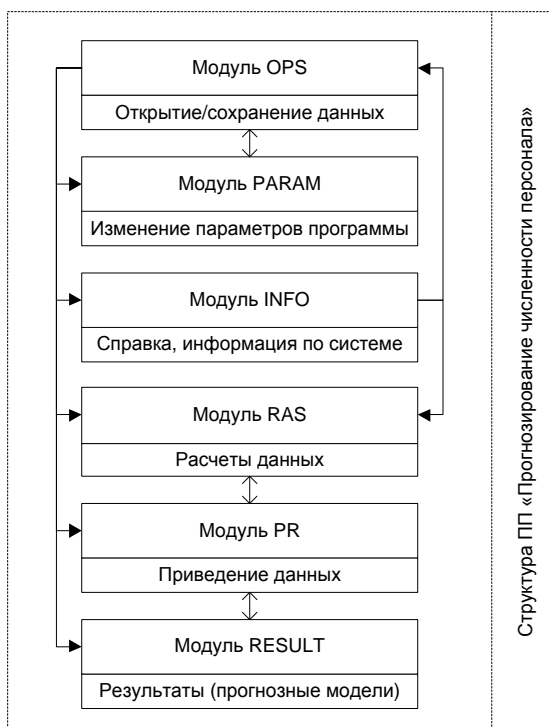 Модуль OPS
Открытие/сохранение данных
Модуль PARAM
Изменение параметров программы
Модуль INFO
Справка, информация по системе
Модуль RAS
Расчеты данных
Модуль PR
Приведение данных
Модуль RESULT
Результаты (прогнозные модели)
Структура ПП «Прогнозирование численности персонала»